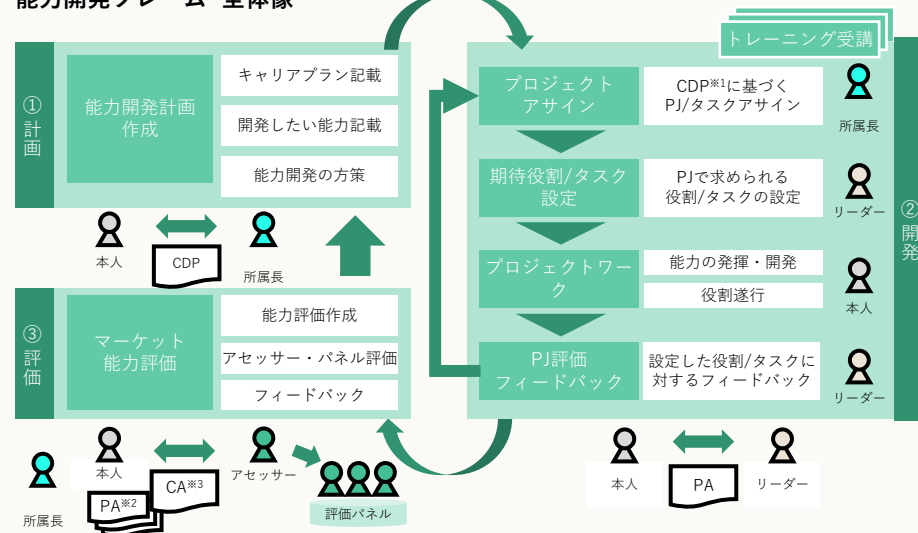 能力開発フレーム 全体像
①
計
画
能力開発計画
作成
キャリアプラン記載
開発したい能力記載
能力開発の方策
本人
CDP
所属長
③
評
価
マーケット
能力評価
能力評価作成
アセッサー・パネル評価
フィードバック
所属長
本人
PA※2
CA※3
アセッサー
評価パネル
トレーニング受講
②
開
発
プロジェクト
アサイン
CDP※1に基づく
PJ/タスクアサイン
所属長
期待役割/タスク
設定
PJで求められる
役割/タスクの設定
リーダー
プロジェクトワー
ク
能力の発揮・開発
役割遂行
本人
PJ評価
フィードバック
設定した役割/タスクに
対するフィードバック
リーダー
本人
PA
リーダー